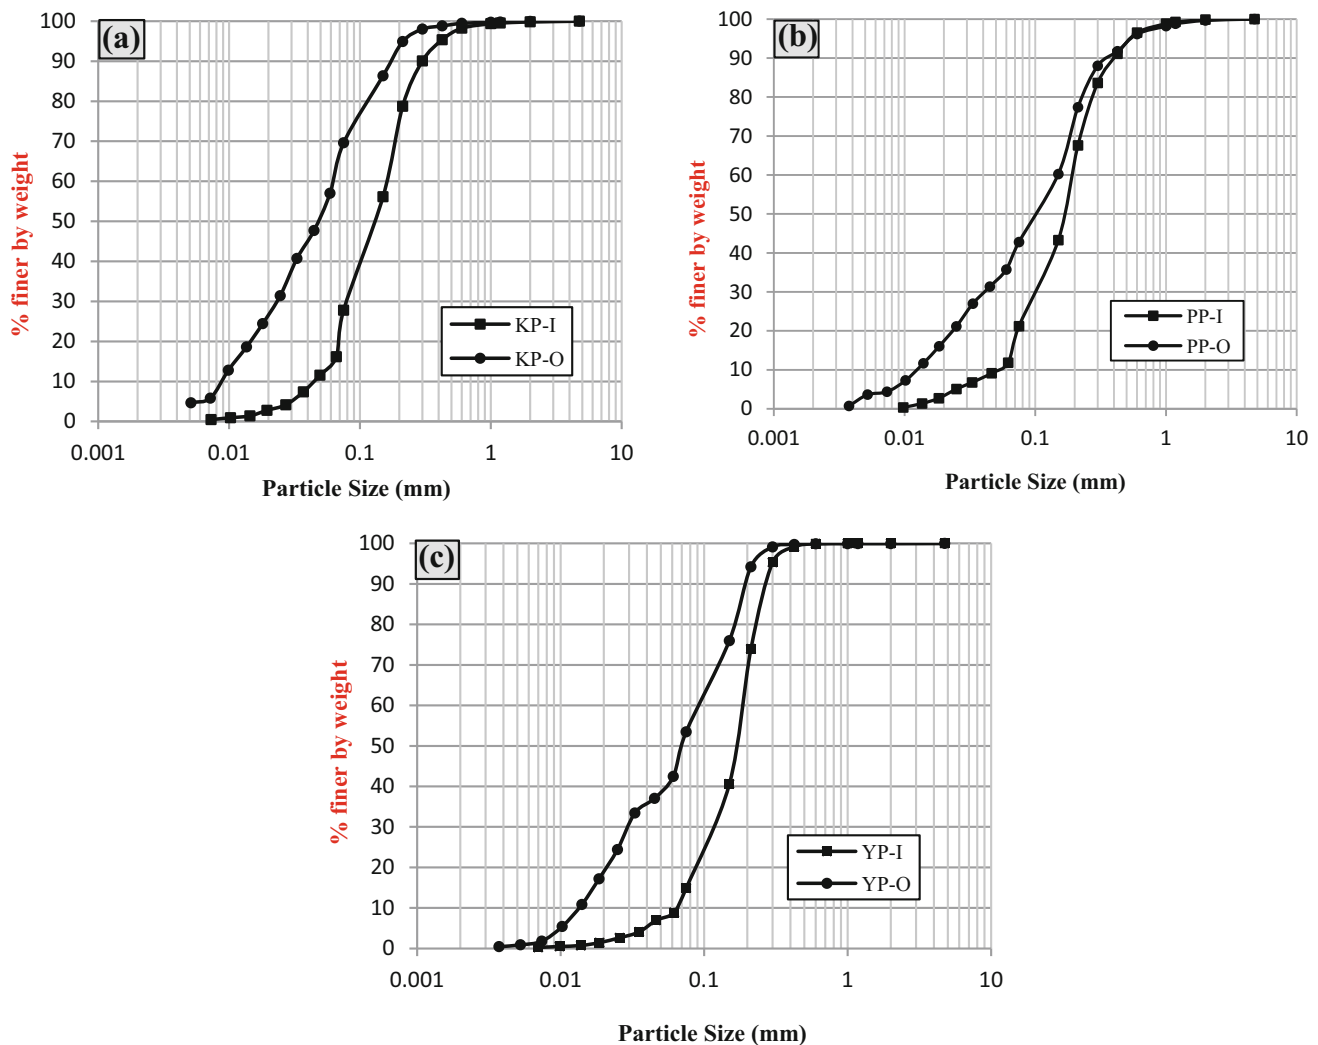 (a)
100
90
80
70
60
50
40
30
20
10
0
% finer by weight
KP-I
KP-O
0.001 0.01 0.1 1 10
Particle Size (mm)
(b)
100
90
80
70
60
50
40
30
20
10
0
% finer by weight
PP-I
PP-O
0.001 0.01 0.1 1 10
Particle Size (mm)
(c)
100
90
80
70
60
50
40
30
20
10
0
% finer by weight
YP-I
YP-O
0.001 0.01 0.1 1 10
Particle Size (mm)